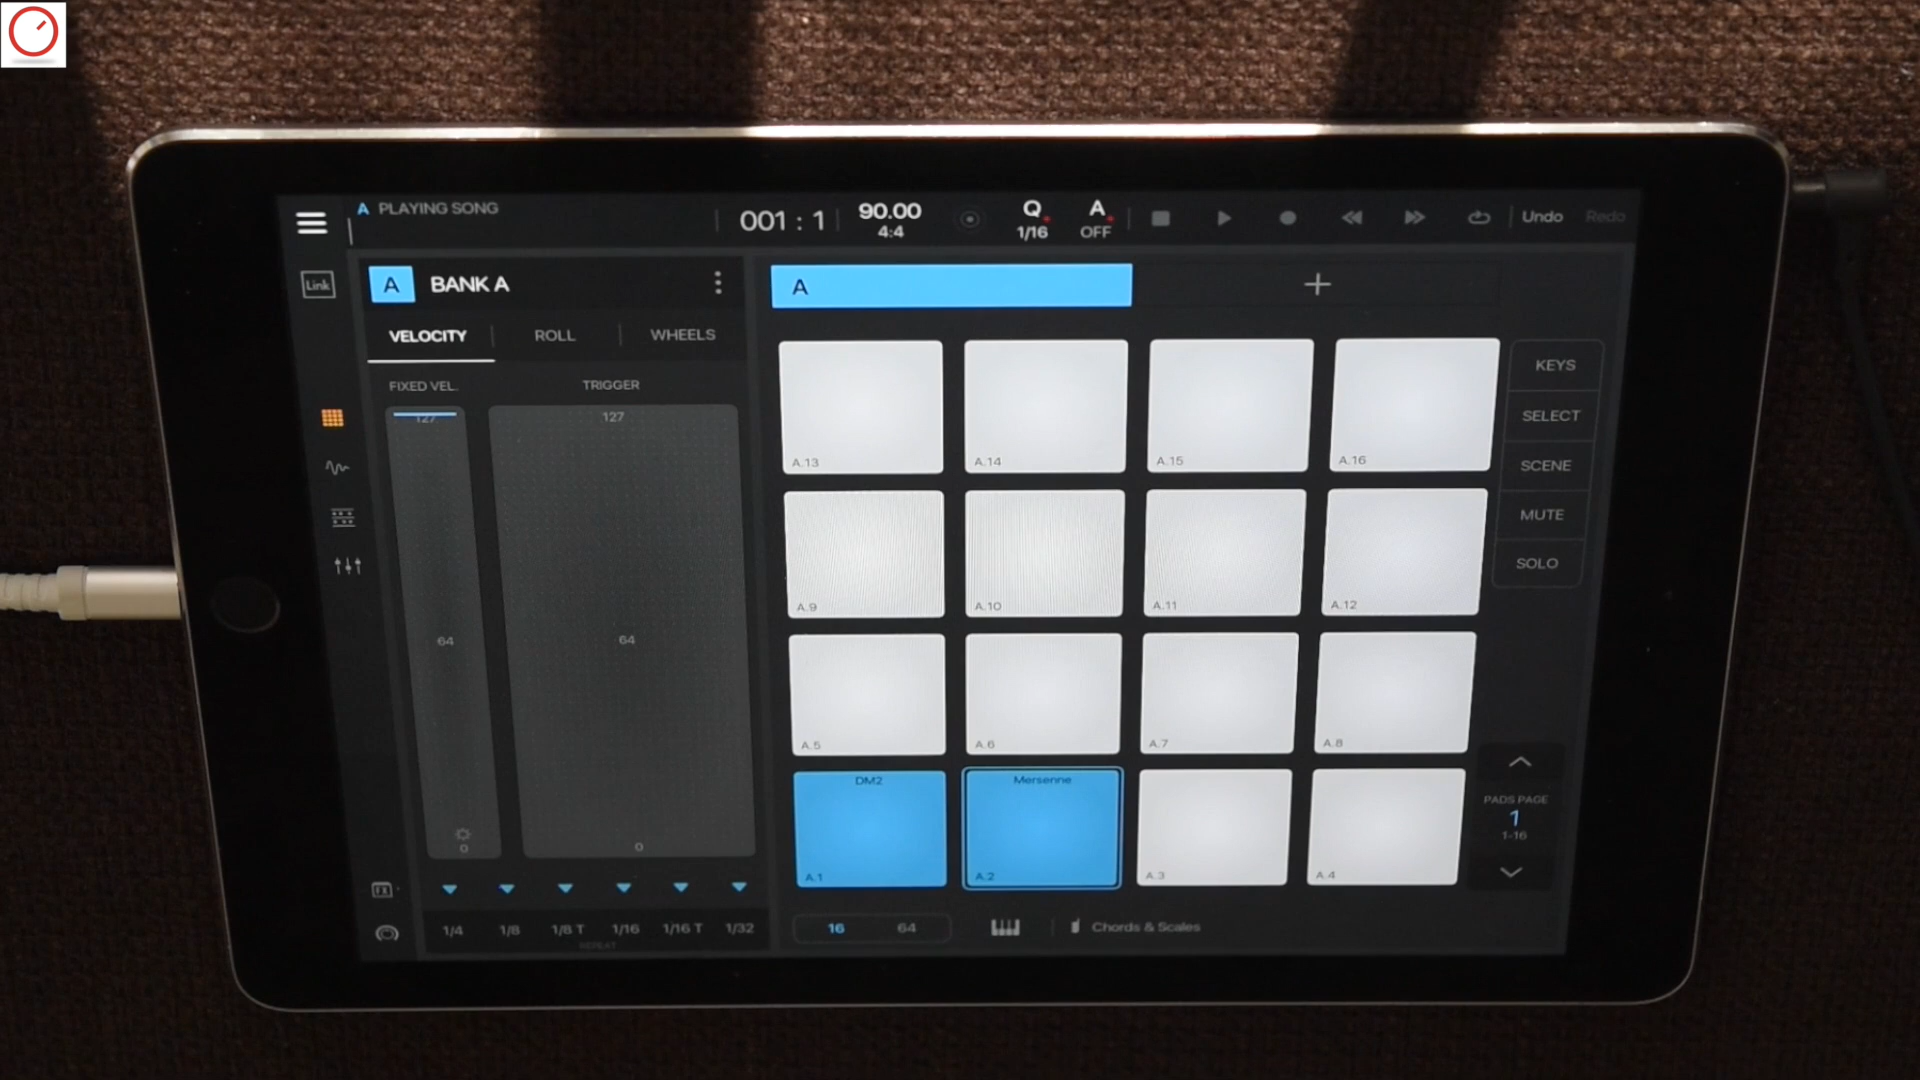 A PLAYING SONG
001 : 1
90.00
4:4
Q
1/16
A
OFF
Undo
Redo
Link
A BANK A
A
+
VELOCITY
ROLL
WHEELS
FIXED VEL.
TRIGGER
127
127
64
64
0
0
A.13
A.14
A.15
A.16
A.9
A.10
A.11
A.12
A.5
A.6
A.7
A.8
DM2
A.1
Mersenne
A.2
A.3
A.4
KEYS
SELECT
SCENE
MUTE
SOLO
PADS PAGE
1
1-16
FX
1/4
1/8
1/8 T
1/16
1/16 T
1/32
REPEAT
16
64
Chords & Scales